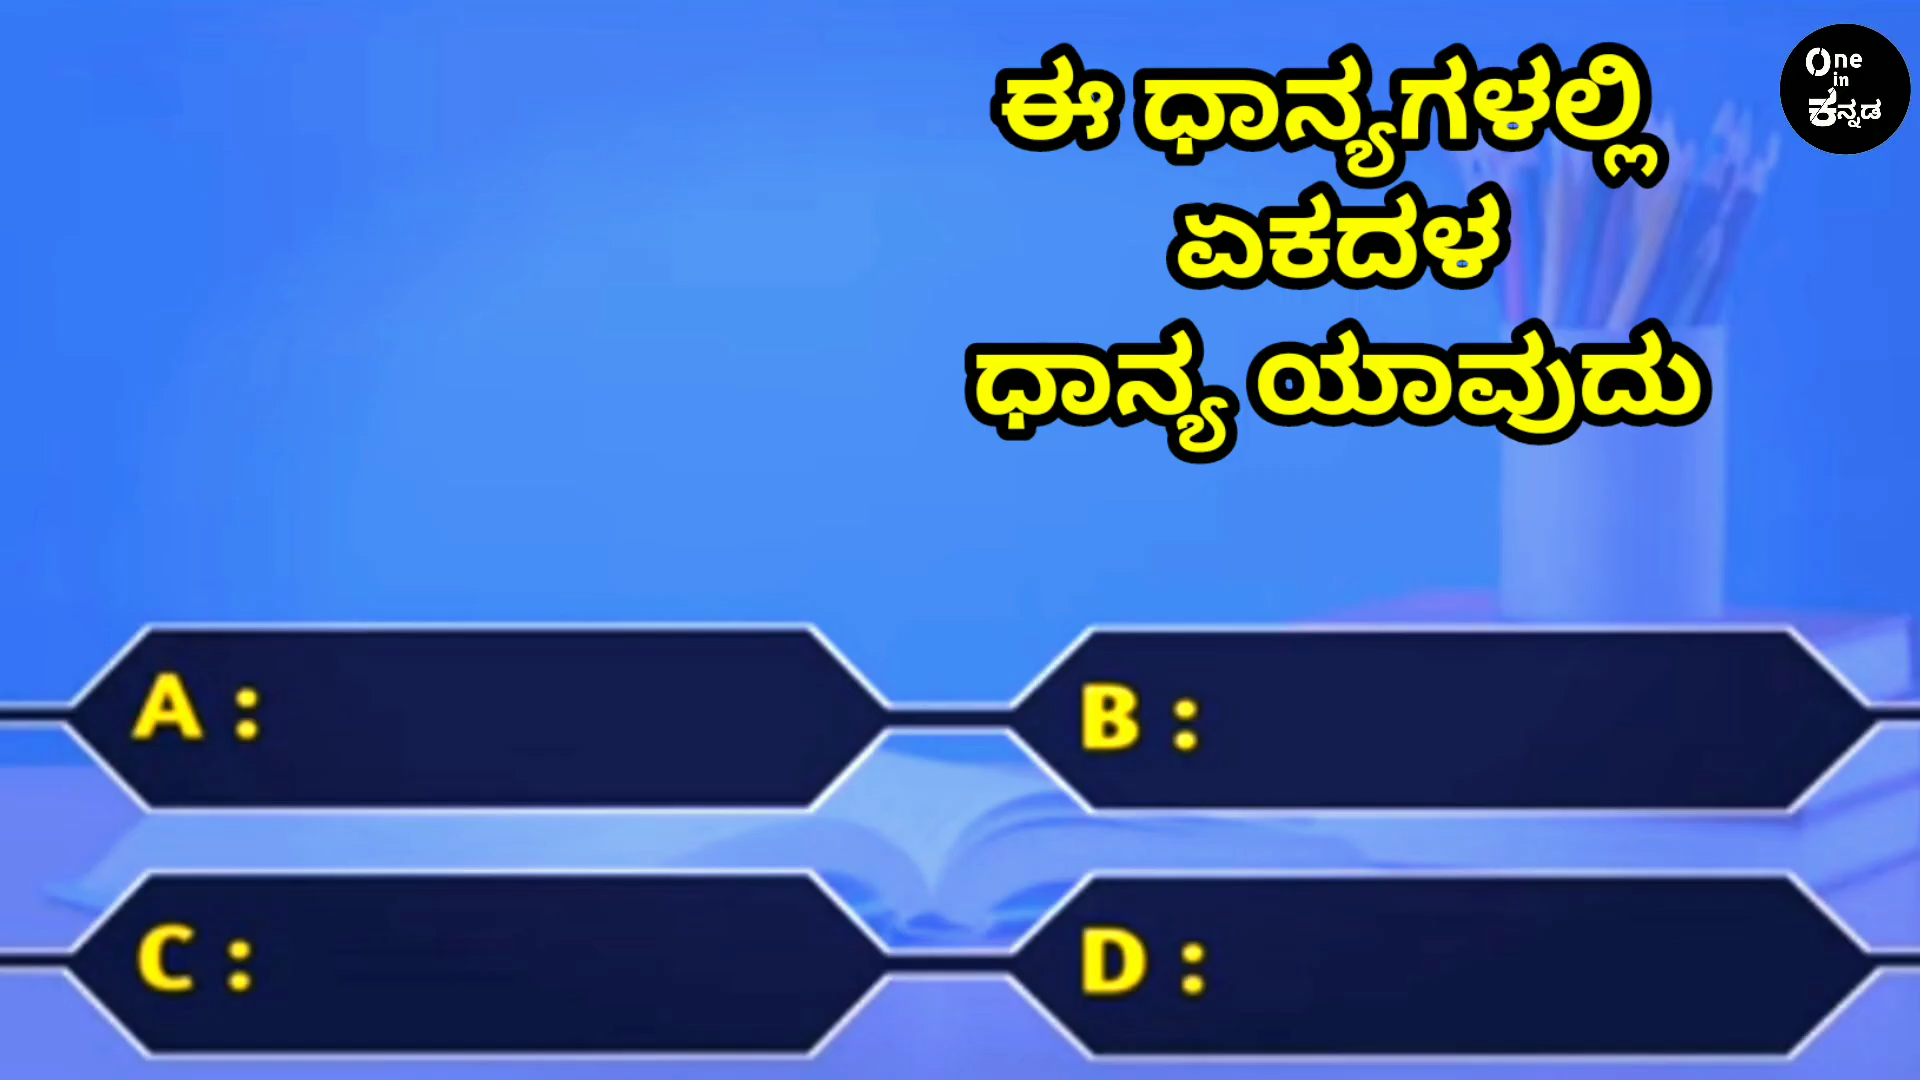 ಈ ಧಾನ್ಯಗಳಲ್ಲಿ
ಏಕದಳ
ಧಾನ್ಯ ಯಾವುದು
One
in
ಕನ್ನಡ
A :
B :
C :
D :